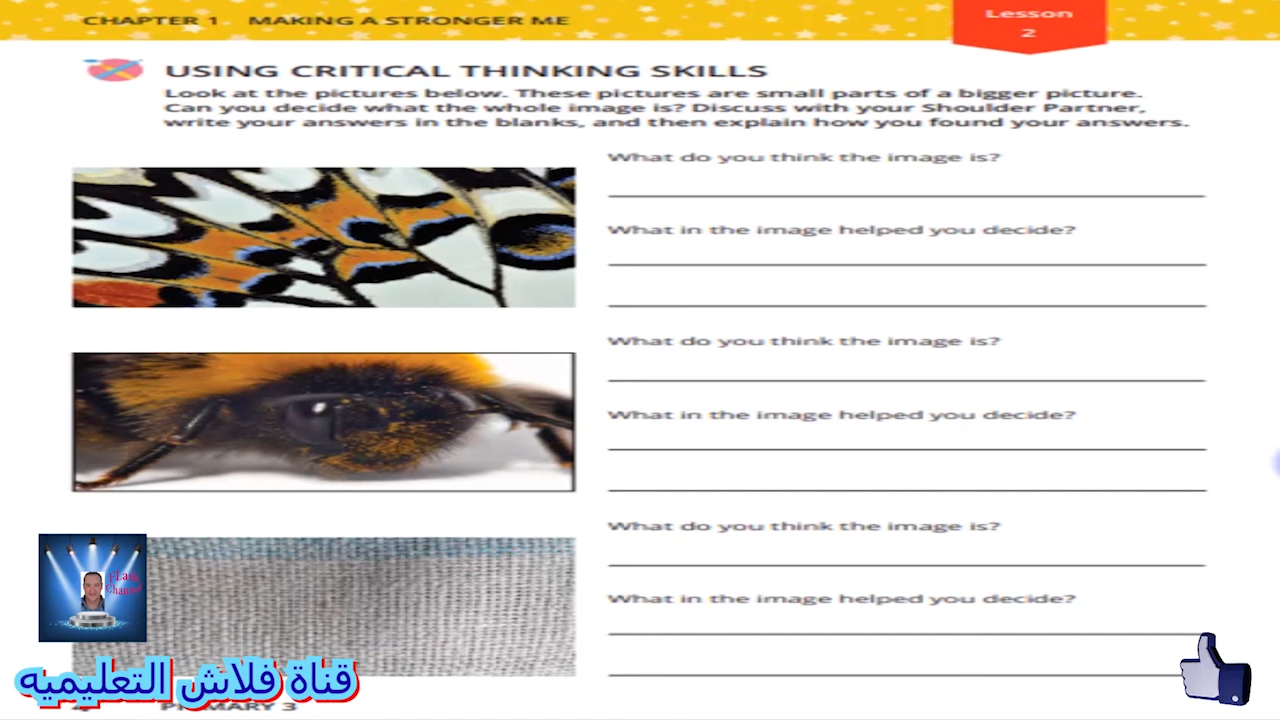 CHAPTER 1 MAKING A STRONGER ME
Lesson
2
USING CRITICAL THINKING SKILLS
Look at the pictures below. These pictures are small parts of a bigger picture.
Can you decide what the whole image is? Discuss with your Shoulder Partner,
write your answers in the blanks, and then explain how you found your answers.
What do you think the image is?
What in the image helped you decide?
What do you think the image is?
What in the image helped you decide?
What do you think the image is?
What in the image helped you decide?
Channel
قناة فلاش التعليميه
PRIMARY 3